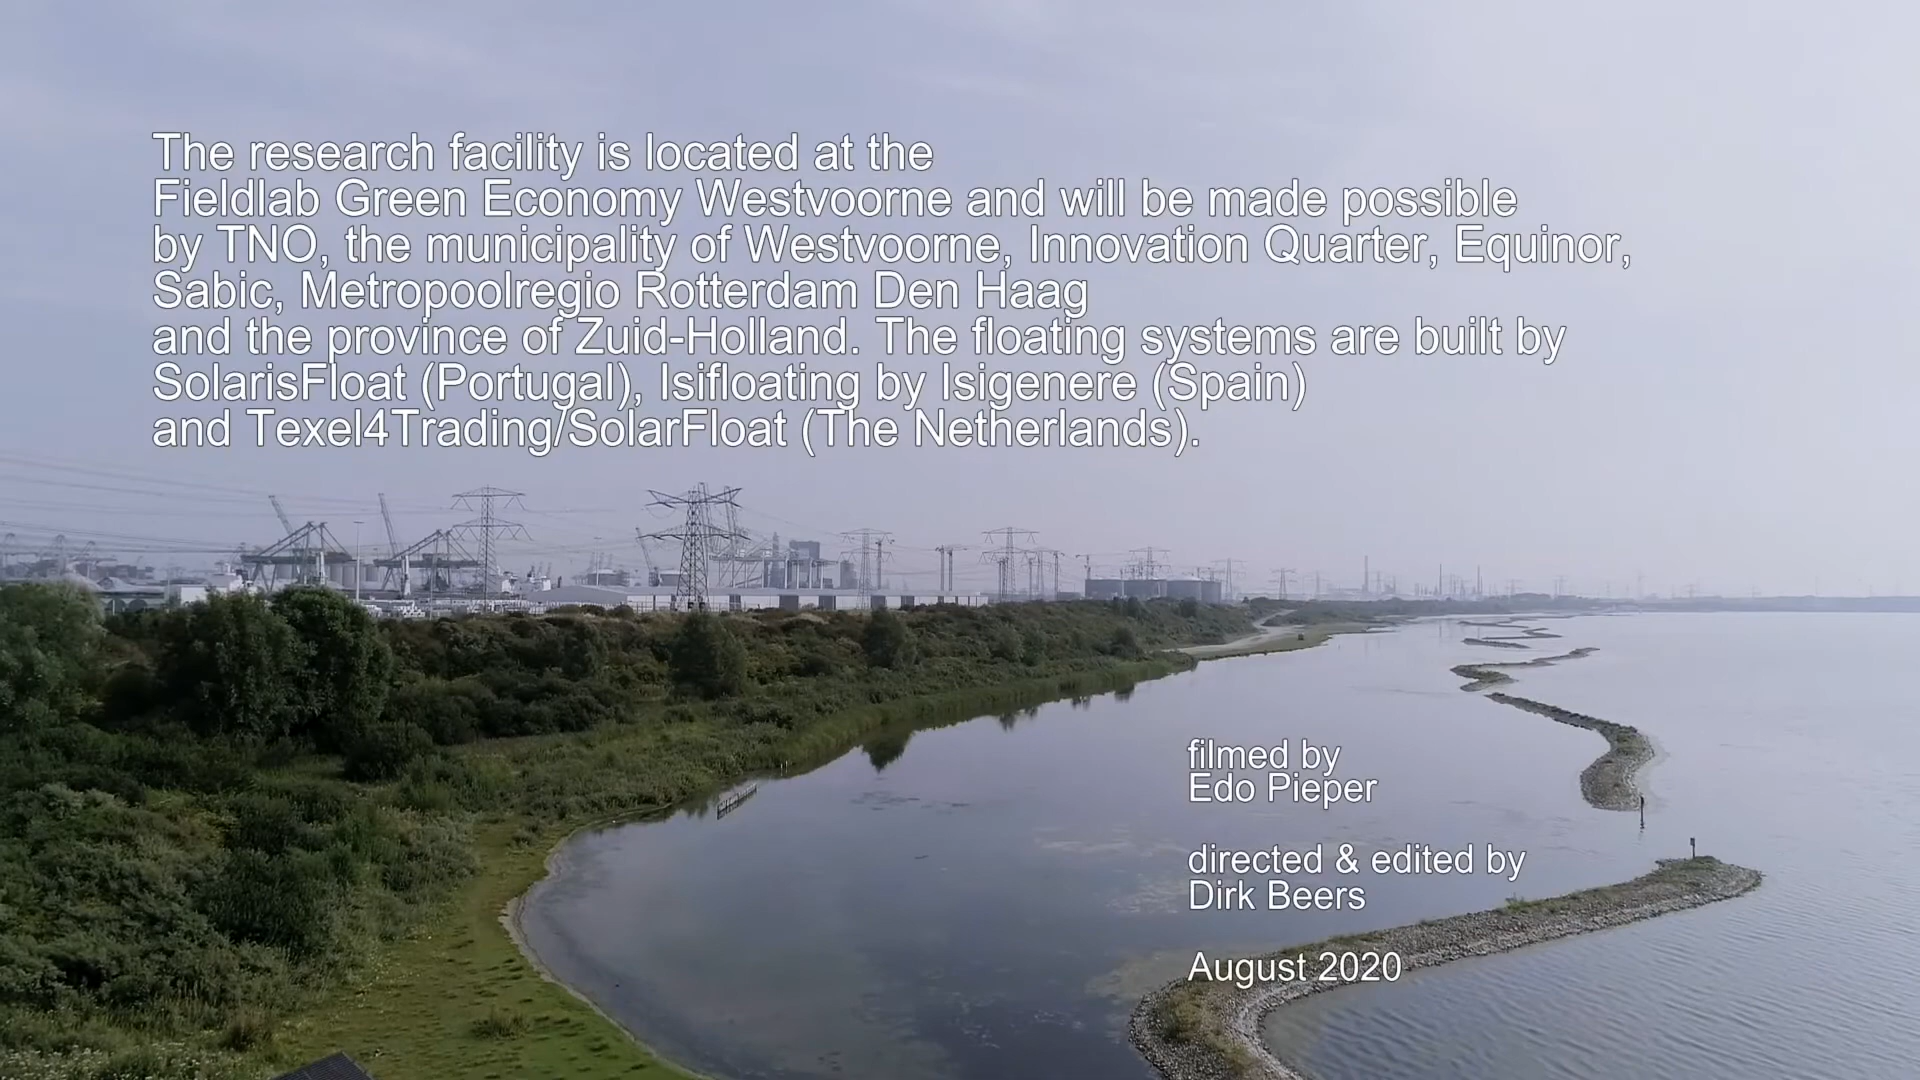 The research facility is located at the
Fieldlab Green Economy Westvoorne and will be made possible
by TNO, the municipality of Westvoorne, Innovation Quarter, Equinor,
Sabic, Metropoolregio Rotterdam Den Haag
and the province of Zuid-Holland. The floating systems are built by
SolarisFloat (Portugal), Isifloating by Isigenere (Spain)
and Texel4Trading/SolarFloat (The Netherlands).
filmed by
Edo Pieper
directed & edited by
Dirk Beers
August 2020